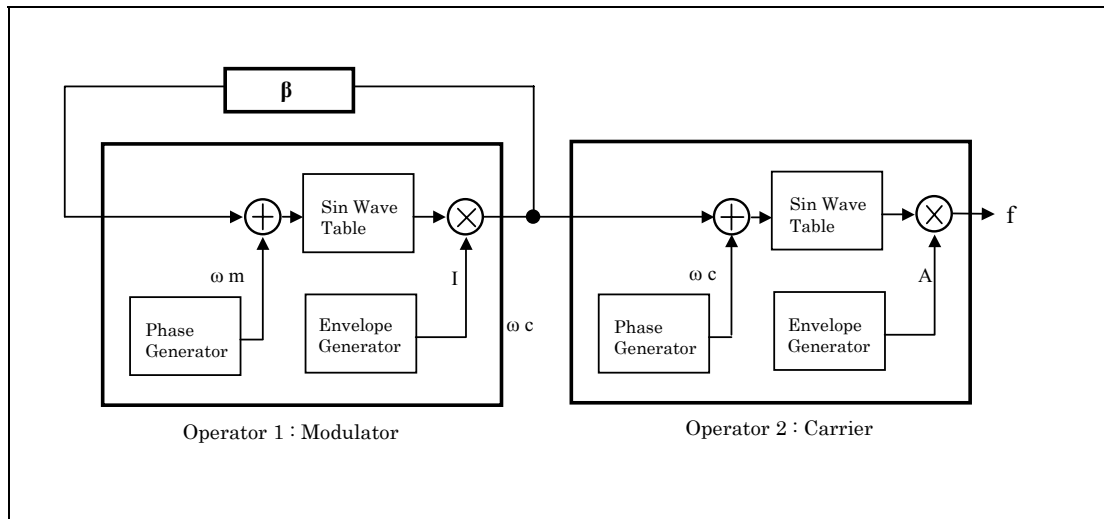 β
Sin Wave
Table
ω m
I
Phase
Generator
Envelope
Generator
ω c
Operator 1 : Modulator
Sin Wave
Table
f
ω c
A
Phase
Generator
Envelope
Generator
Operator 2 : Carrier